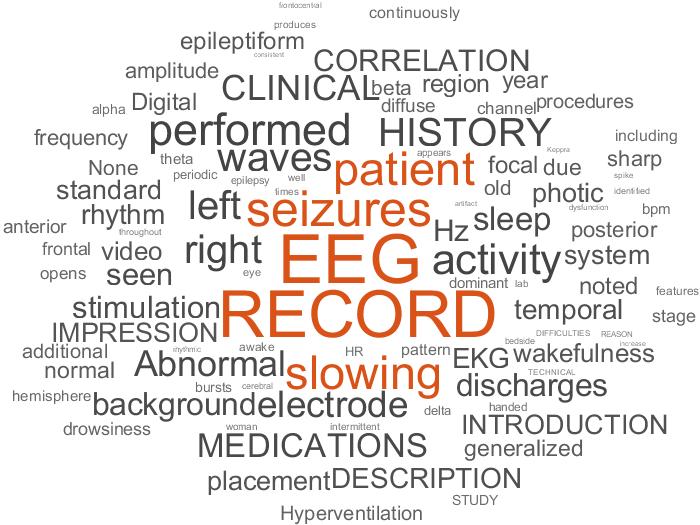 frontocentral
continuously
produces
epileptiform
consistent
CORRELATION
amplitude
CLINICAL
beta
region
year
alpha
Digital
diffuse
channel
procedures
frequency
performed
HISTORY
including
None
theta
waves
appears
Keppra
periodic
patient
focal
due
sharp
standard
epilepsy
well
old
photic
spike
identified
times
rhythm
left
seizures
artifact
dysfunction
bpm
anterior
throughout
Hz
sleep
posterior
frontal
video
right
EEG
activity
system
opens
seen
eye
dominant
lab
noted
features
stimulation
RECORD
temporal
stage
IMPRESSION
DIFFICULTIES
REASON
additional
rhythmic
awake
HR
pattern
bedside
increase
normal
Abnormal
slowing
EKG
wakefulness
TECHNICAL
hemisphere
bursts
cerebral
discharges
background
electrode
delta
handed
drowsiness
woman
intermittent
INTRODUCTION
MEDICATIONS
generalized
placement
DESCRIPTION
STUDY
Hyperventilation